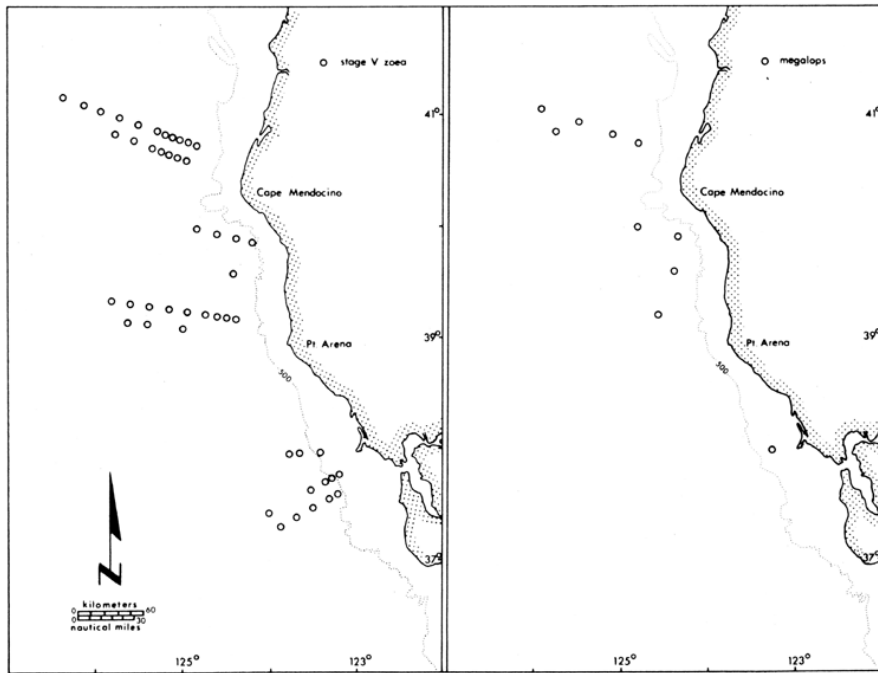 stage V zoea
41°
Cape Mendocino
39°
Pt. Arena
500
37°
N
kilometers
0 60
0 30
nautical miles
125° 123°
megalops
41°
Cape Mendocino
39°
Pt. Arena
500
37°
125° 123°